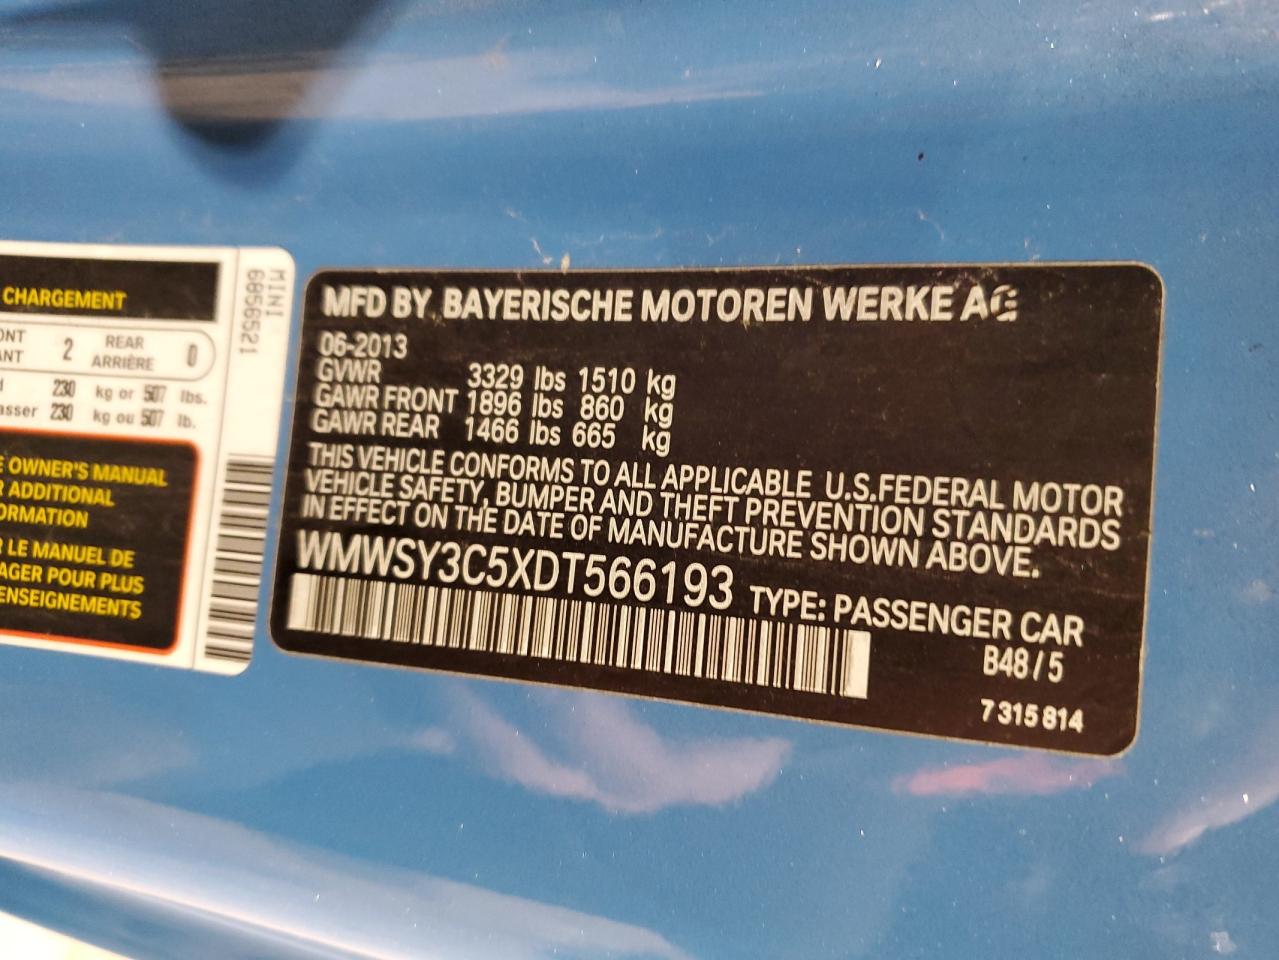 CHARGEMENT
2 REAR ARRIÈRE 0
230 kg or 507 lbs.
230 kg ou 507 lb.
OWNER'S MANUAL
ADDITIONAL
LE MANUEL DE
POUR PLUS
MINI
6856521
MFD BY BAYERISCHE MOTOREN WERKE AG
06-2013
GVWR 3329 lbs 1510 kg
GAWR FRONT 1896 lbs 860 kg
GAWR REAR 1466 lbs 665 kg
THIS VEHICLE CONFORMS TO ALL APPLICABLE U.S.FEDERAL MOTOR
VEHICLE SAFETY, BUMPER AND THEFT PREVENTION STANDARDS
IN EFFECT ON THE DATE OF MANUFACTURE SHOWN ABOVE.
WMWSY3C5XDT566193 TYPE: PASSENGER CAR
B48/5
7 315 814